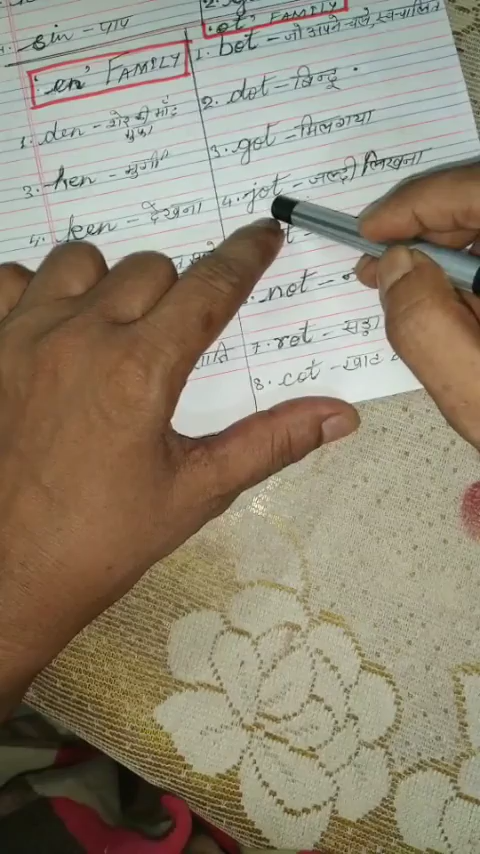 sin - पाप
'en' FAMILY
1. den - शेर की माँद
गुफा
3. hen - मुर्गी
4. ken - देखना
'ot' FAMILY
1. bot - जो अपने चले, स्वचालित
2. dot - बिन्दू .
3. got - मिलगया
4. jot - जल्दी लिखना
not -
7. rot - सड़ा
8. cot - खाट